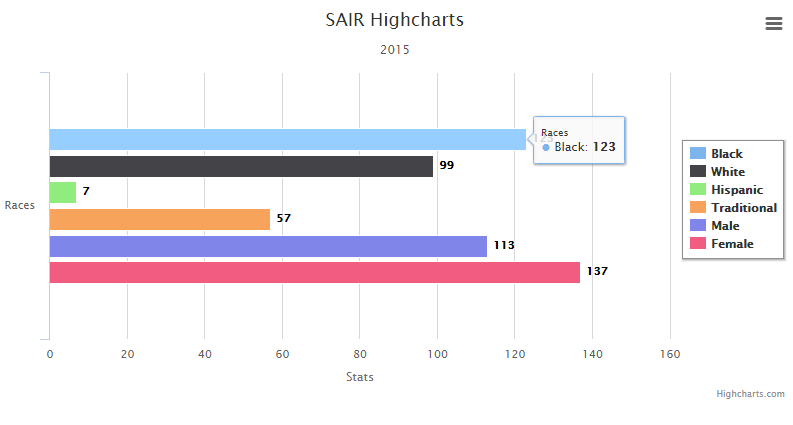 SAIR Highcharts
2015
Races
Black: 123
99
7
57
113
137
Races
0 20 40 60 80 100 120 140 160
Stats
Black
White
Hispanic
Traditional
Male
Female
Highcharts.com